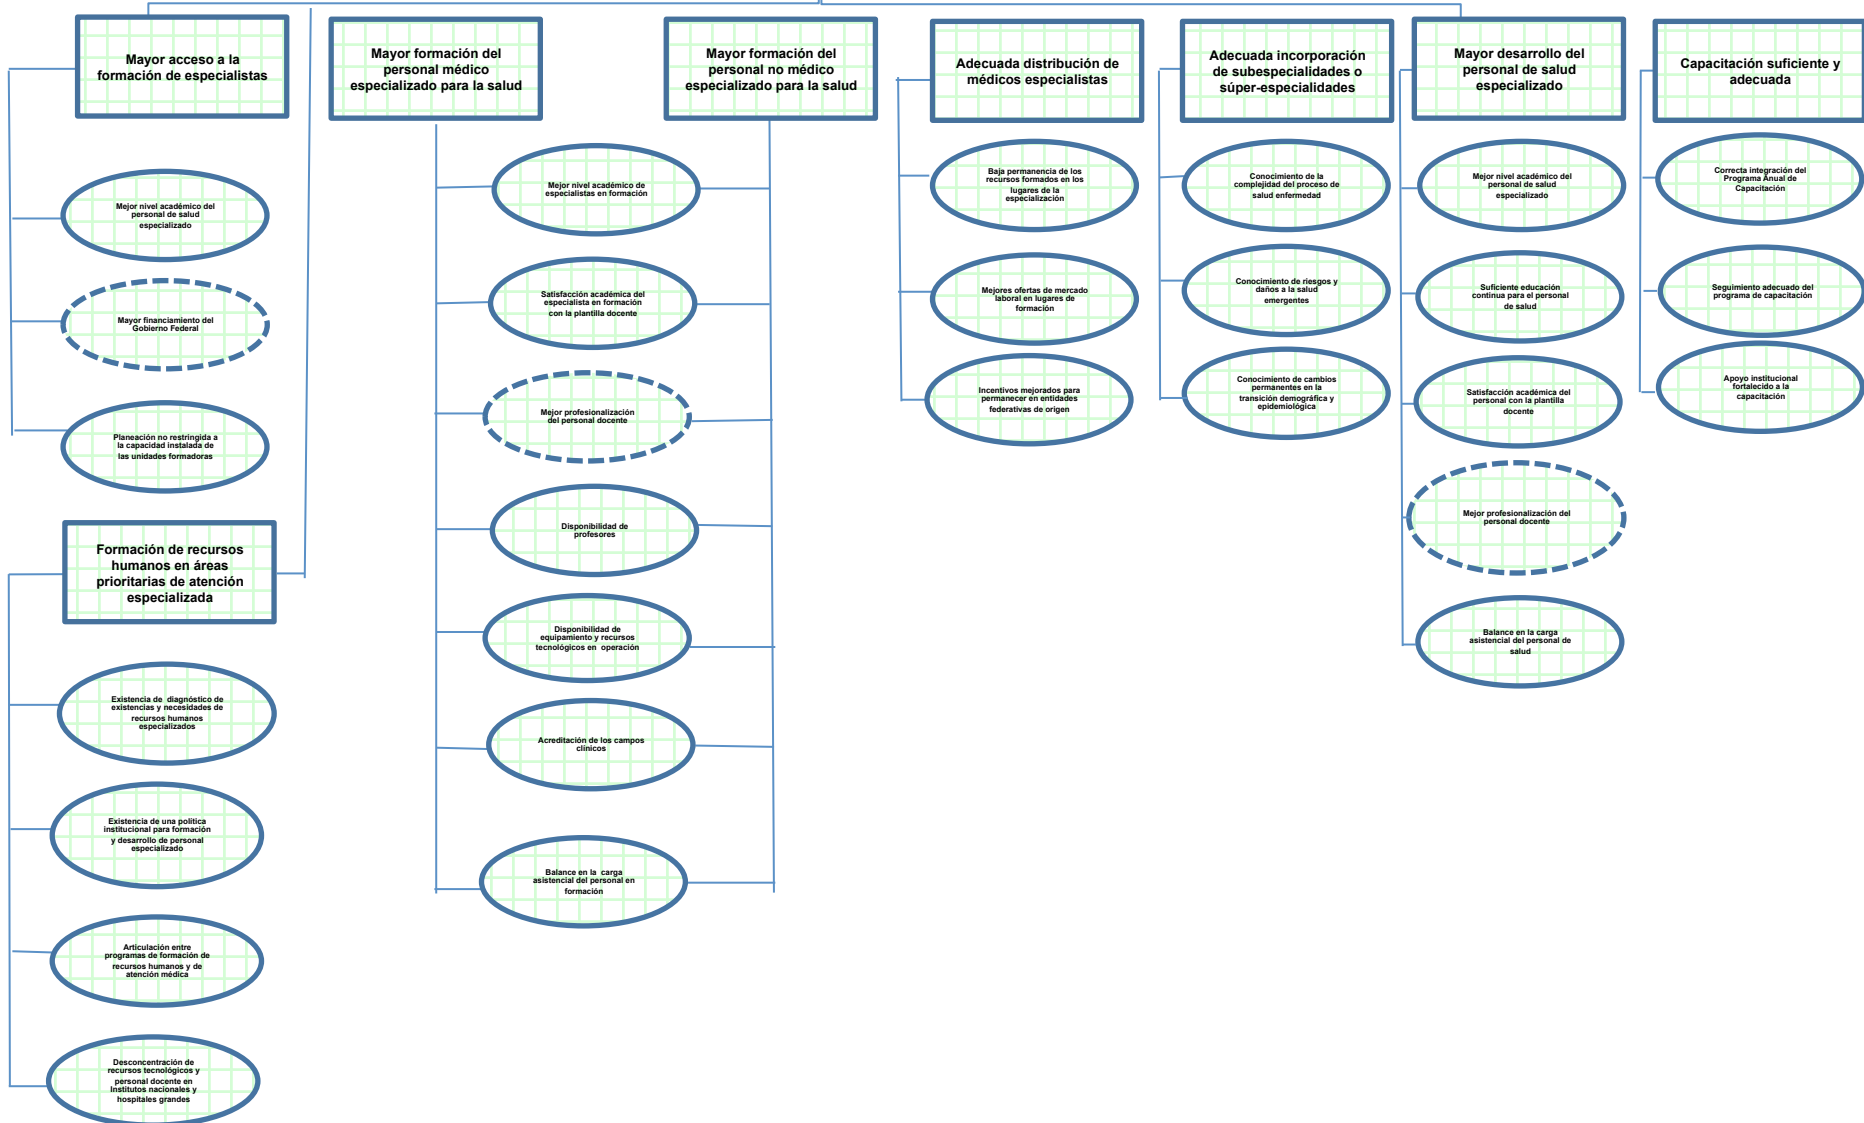 Mayor acceso a la
formación de especialistas
Mayor formación del
personal médico
especializado para la salud
Mayor formación del
personal no médico
especializado para la salud
Adecuada distribución de
médicos especialistas
Adecuada incorporación
de subespecialidades o
súper-especialidades
Mayor desarrollo del
personal de salud
especializado
Capacitación suficiente y
adecuada
Mejor nivel académico del
personal de salud
especializado
Mayor financiamiento del
Gobierno Federal
Planeación no restringida a
la capacidad instalada de
las unidades formadoras
Formación de recursos
humanos en áreas
prioritarias de atención
especializada
Existencia de diagnóstico de
existencias y necesidades de
recursos humanos
especializados
Existencia de una política
institucional para formación
y desarrollo de personal
especializado
Articulación entre
programas de formación de
recursos humanos y de
atención médica
Desconcentración de
recursos tecnológicos y
personal docente en
Institutos nacionales y
hospitales grandes
Mejor nivel académico de
especialistas en formación
Satisfacción académica del
especialista en formación
con la plantilla docente
Mejor profesionalización
del personal docente
Disponibilidad de
profesores
Disponibilidad de
equipamiento y recursos
tecnológicos en operación
Acreditación de los campos
clínicos
Balance en la carga
asistencial del personal en
formación
Baja permanencia de los
recursos formados en los
lugares de la
especialización
Mejores ofertas de mercado
laboral en lugares de
formación
Incentivos mejorados para
permanecer en entidades
federativas de origen
Conocimiento de la
complejidad del proceso de
salud enfermedad
Conocimiento de riesgos y
daños a la salud
emergentes
Conocimiento de cambios
permanentes en la
transición demográfica y
epidemiológica
Mejor nivel académico del
personal de salud
especializado
Suficiente educación
continua para el personal
de salud
Satisfacción académica del
personal con la plantilla
docente
Mejor profesionalización del
personal docente
Balance en la carga
asistencial del personal de
salud
Correcta integración del
Programa Anual de
Capacitación
Seguimiento adecuado del
programa de capacitación
Apoyo institucional
fortalecido a la
capacitación